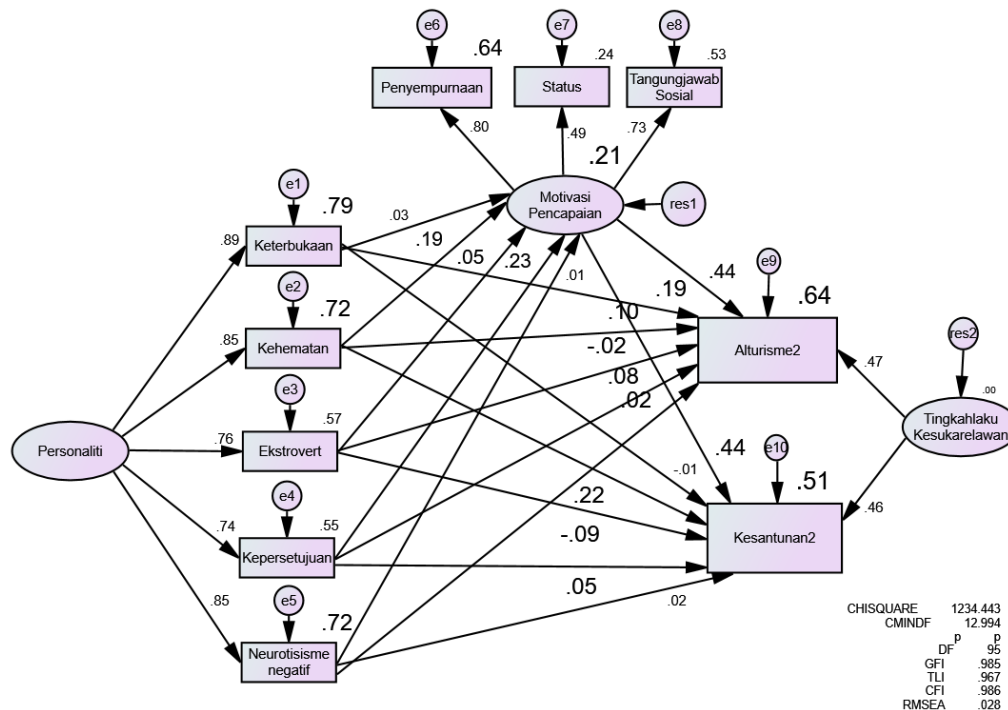 e6
e7
e8
.64
.24
.53
Penyempurnaan
Status
Tangungjawab
Sosial
.80
.49
.73
.21
e1
.79
Motivasi
Pencapaian
res1
.89
Keterbukaan
.03
.19
.05
.23
.01
.44
e9
e2
.19
.64
.72
.10
res2
.85
Kehematan
-.02
Alturisme2
.47
e3
.08
.00
.57
.02
Tingkahlaku
Kesukarelawan
Personaliti
.76
Ekstrovert
.44
e10
-.01
.51
e4
.22
.46
.74
.55
-.09
Kesantunan2
Kepersetujuan
e5
.05
.02
.85
.72
Neurotisisme
negatif
CHISQUARE 1234.443
CMINDF 12.994
p p
DF 95
GFI .985
TLI .967
CFI .986
RMSEA .028